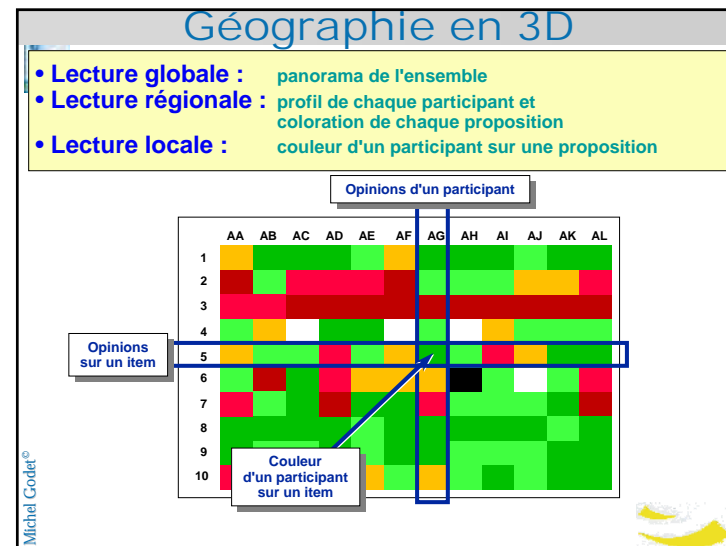 Géographie en 3D
• Lecture globale : panorama de l'ensemble
• Lecture régionale : profil de chaque participant et
coloration de chaque proposition
• Lecture locale : couleur d'un participant sur une proposition
Opinions d'un participant
AA AB AC AD AE AF AG AH AI AJ AK AL
1
2
3
4
Opinions
sur un item
5
6
7
8
9
10
Couleur
d'un participant
sur un item
Michel Godet©